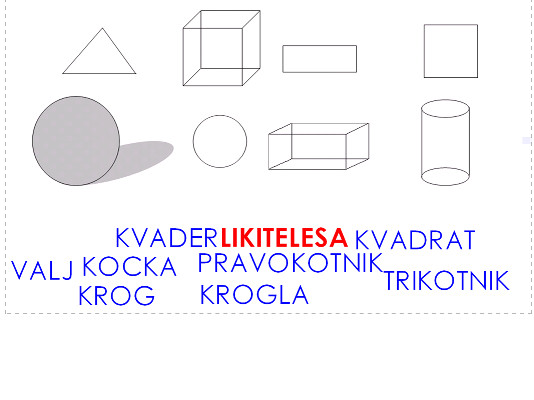 KVADER LIKITELESA KVADRAT
VALJ KOCKA PRAVOKOTNIK TRIKOTNIK
KROG KROGLA